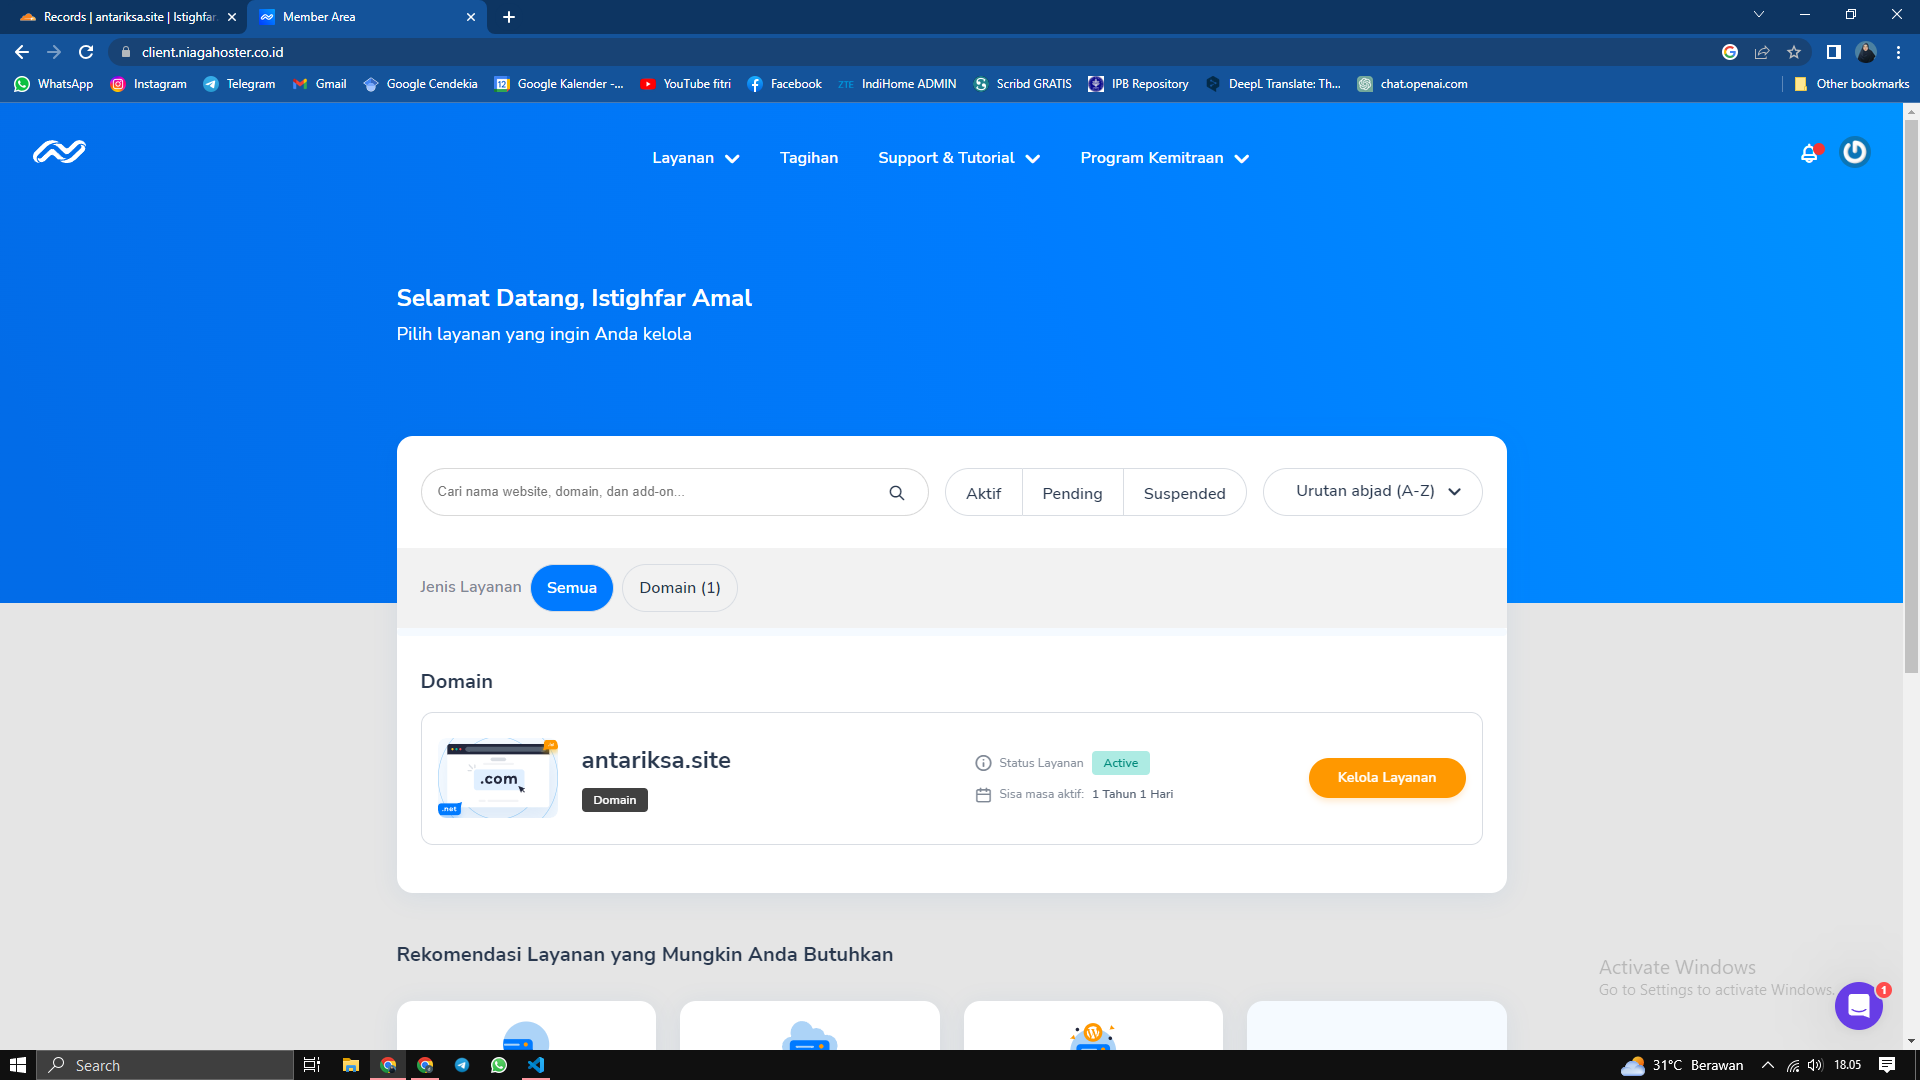 Records | antariksa.site | Istighfar
Member Area
client.niagahoster.co.id
WhatsApp
Instagram
Telegram
Gmail
Google Cendekia
Google Kalender -...
YouTube fitri
Facebook
ZTE
IndiHome ADMIN
Scribd GRATIS
IPB Repository
DeepL Translate: Th...
chat.openai.com
Other bookmarks
Layanan
Tagihan
Support & Tutorial
Program Kemitraan
Selamat Datang, Istighfar Amal
Pilih layanan yang ingin Anda kelola
Cari nama website, domain, dan add-on...
Aktif
Pending
Suspended
Urutan abjad (A-Z)
Jenis Layanan
Semua
Domain (1)
Domain
.com
.net
antariksa.site
Domain
Status Layanan
Active
Sisa masa aktif: 1 Tahun 1 Hari
Kelola Layanan
Rekomendasi Layanan yang Mungkin Anda Butuhkan
Activate Windows
Go to Settings to activate Windows.
1
Search
31°C Berawan
18.05